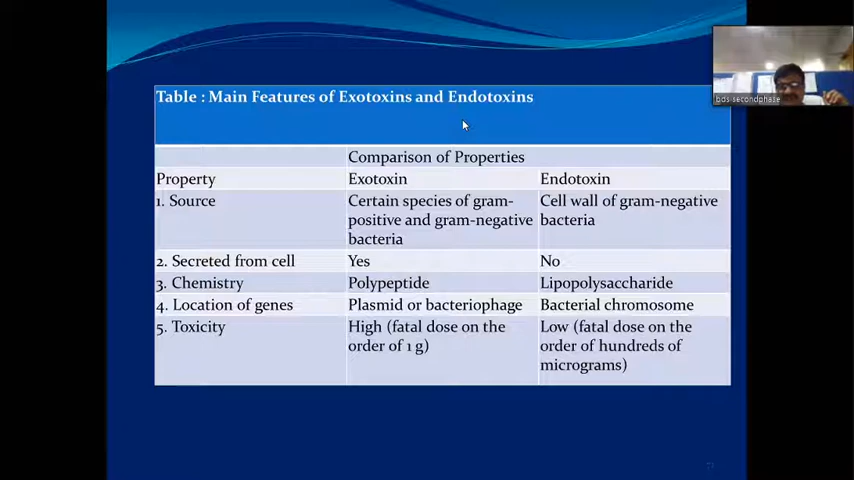 Table : Main Features of Exotoxins and Endotoxins
bds-secondphase
Comparison of Properties
Property Exotoxin Endotoxin
1. Source Certain species of gram- Cell wall of gram-negative
positive and gram-negative bacteria
bacteria
2. Secreted from cell Yes No
3. Chemistry Polypeptide Lipopolysaccharide
4. Location of genes Plasmid or bacteriophage Bacterial chromosome
5. Toxicity High (fatal dose on the Low (fatal dose on the
order of 1 g) order of hundreds of
micrograms)
71